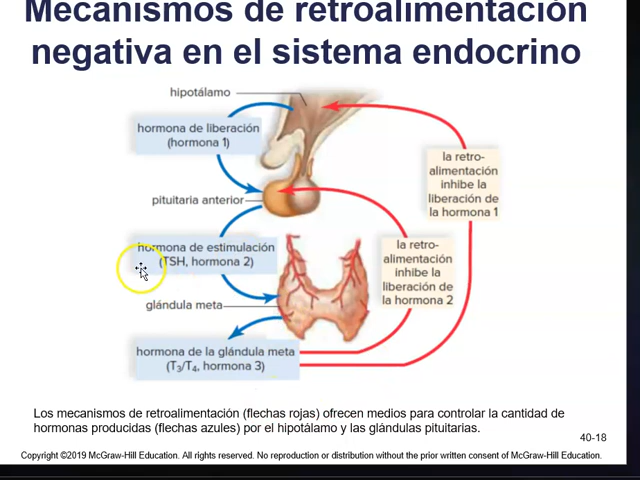 Mecanismos de retroalimentación
negativa en el sistema endocrino
hipotálamo
hormona de liberación
(hormona 1)
la retro-
alimentación
inhibe la
liberación de
la hormona 1
pituitaria anterior
hormona de estimulación
(TSH, hormona 2)
la retro-
alimentación
inhibe la
liberación de
la hormona 2
glándula meta
hormona de la glándula meta
(T₃/T₄, hormona 3)
Los mecanismos de retroalimentación (flechas rojas) ofrecen medios para controlar la cantidad de
hormonas producidas (flechas azules) por el hipotálamo y las glándulas pituitarias.
40-18
Copyright ©2019 McGraw-Hill Education. All rights reserved. No reproduction or distribution without the prior written consent of McGraw-Hill Education.